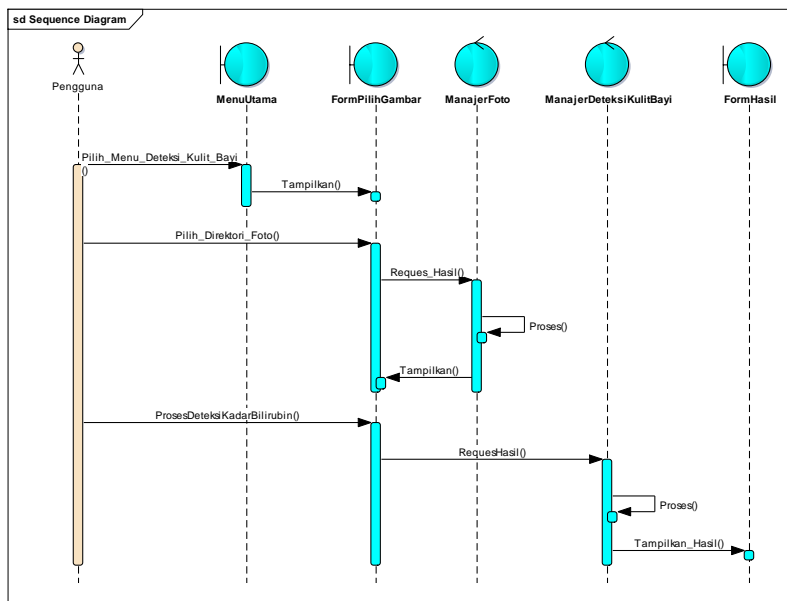 sd Sequence Diagram
Pengguna
MenuUtama
FormPilihGambar
ManajerFoto
ManajerDeteksiKulitBayi
FormHasil
Pilih_Menu_Deteksi_Kulit_Bayi
()
Tampilkan()
Pilih_Direktori_Foto()
Reques_Hasil()
Proses()
Tampilkan()
ProsesDeteksiKadarBilirubin()
RequesHasil()
Proses()
Tampilkan_Hasil()